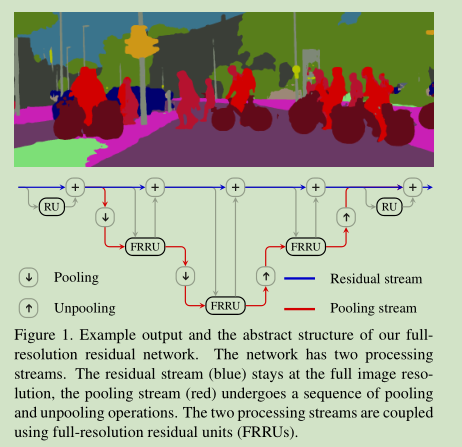 + + + + +
RU RU
FRRU FRRU
FRRU
Pooling
Residual stream
Unpooling
Pooling stream
Figure 1. Example output and the abstract structure of our full-
resolution residual network. The network has two processing
streams. The residual stream (blue) stays at the full image reso-
lution, the pooling stream (red) undergoes a sequence of pooling
and unpooling operations. The two processing streams are coupled
using full-resolution residual units (FRRUs).